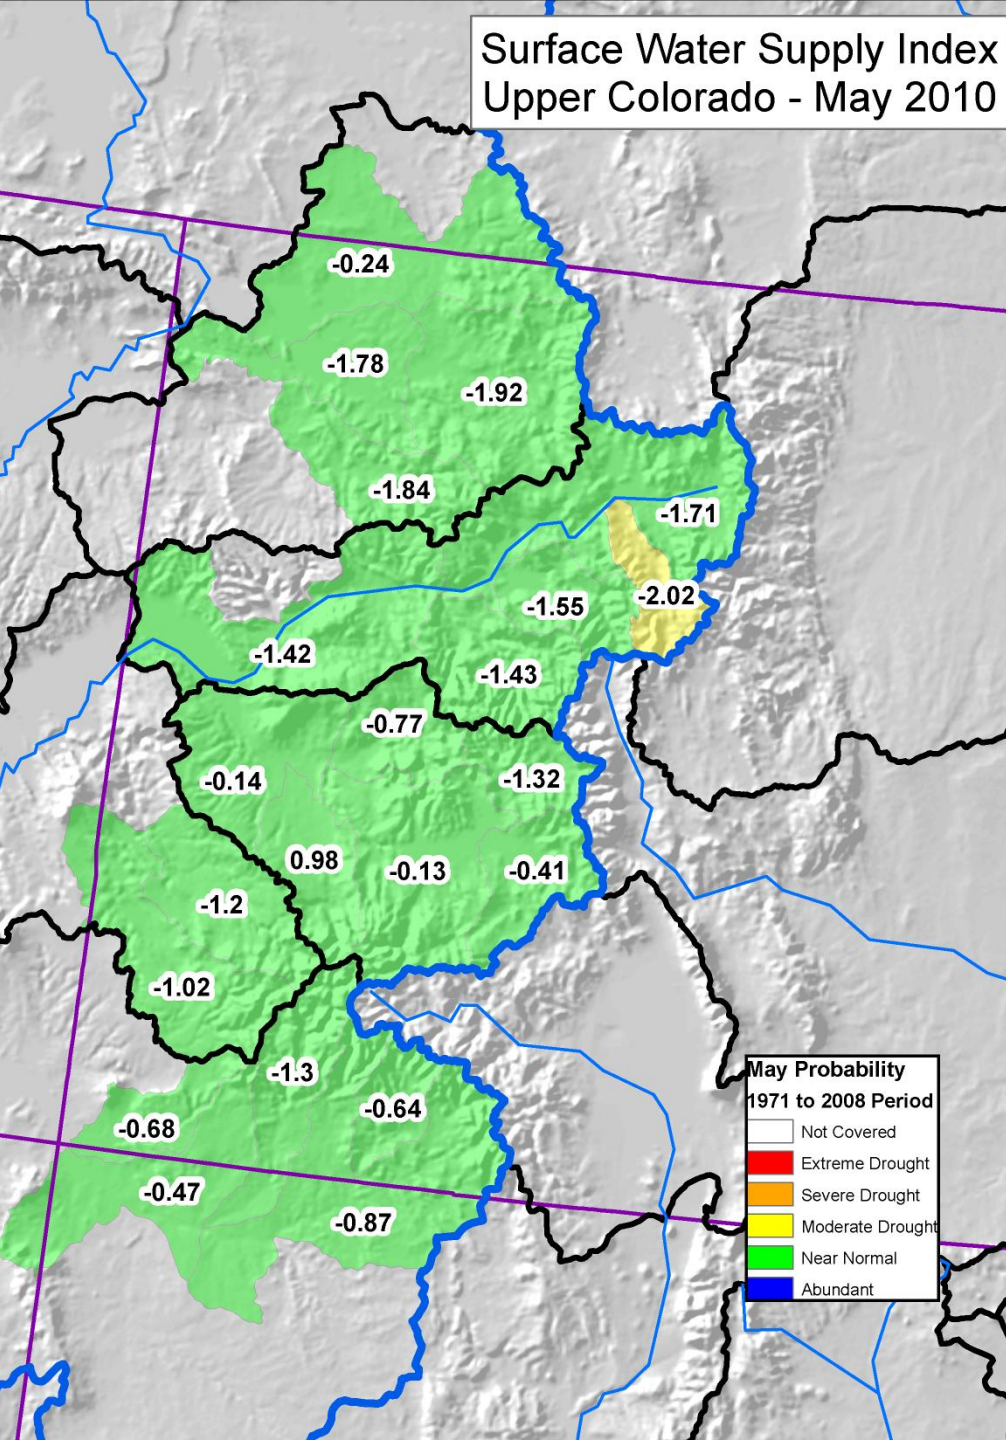 Surface Water Supply Index
Upper Colorado - May 2010
-0.24
-1.78
-1.92
-1.84
-1.71
-2.02
-1.55
-1.42
-1.43
-0.77
-0.14
-1.32
0.98
-0.13
-0.41
-1.2
-1.02
-1.3
-0.64
-0.68
-0.47
-0.87
May Probability
1971 to 2008 Period
Not Covered
Extreme Drought
Severe Drought
Moderate Drought
Near Normal
Abundant